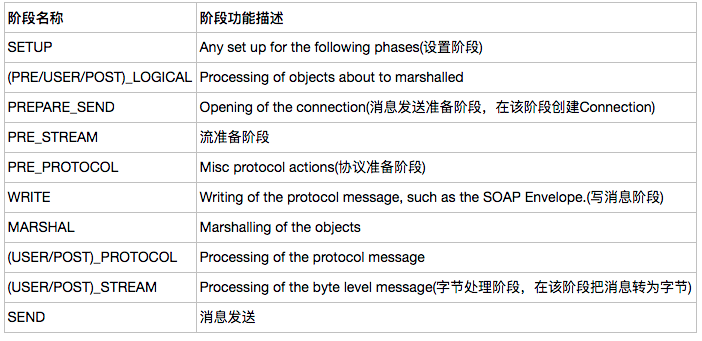 阶段名称 阶段功能描述
SETUP Any set up for the following phases(设置阶段)
(PRE/USER/POST)_LOGICAL Processing of objects about to marshalled
PREPARE_SEND Opening of the connection(消息发送准备阶段，在该阶段创建Connection)
PRE_STREAM 流准备阶段
PRE_PROTOCOL Misc protocol actions(协议准备阶段)
WRITE Writing of the protocol message, such as the SOAP Envelope.(写消息阶段)
MARSHAL Marshalling of the objects
(USER/POST)_PROTOCOL Processing of the protocol message
(USER/POST)_STREAM Processing of the byte level message(字节处理阶段，在该阶段把消息转为字节)
SEND 消息发送